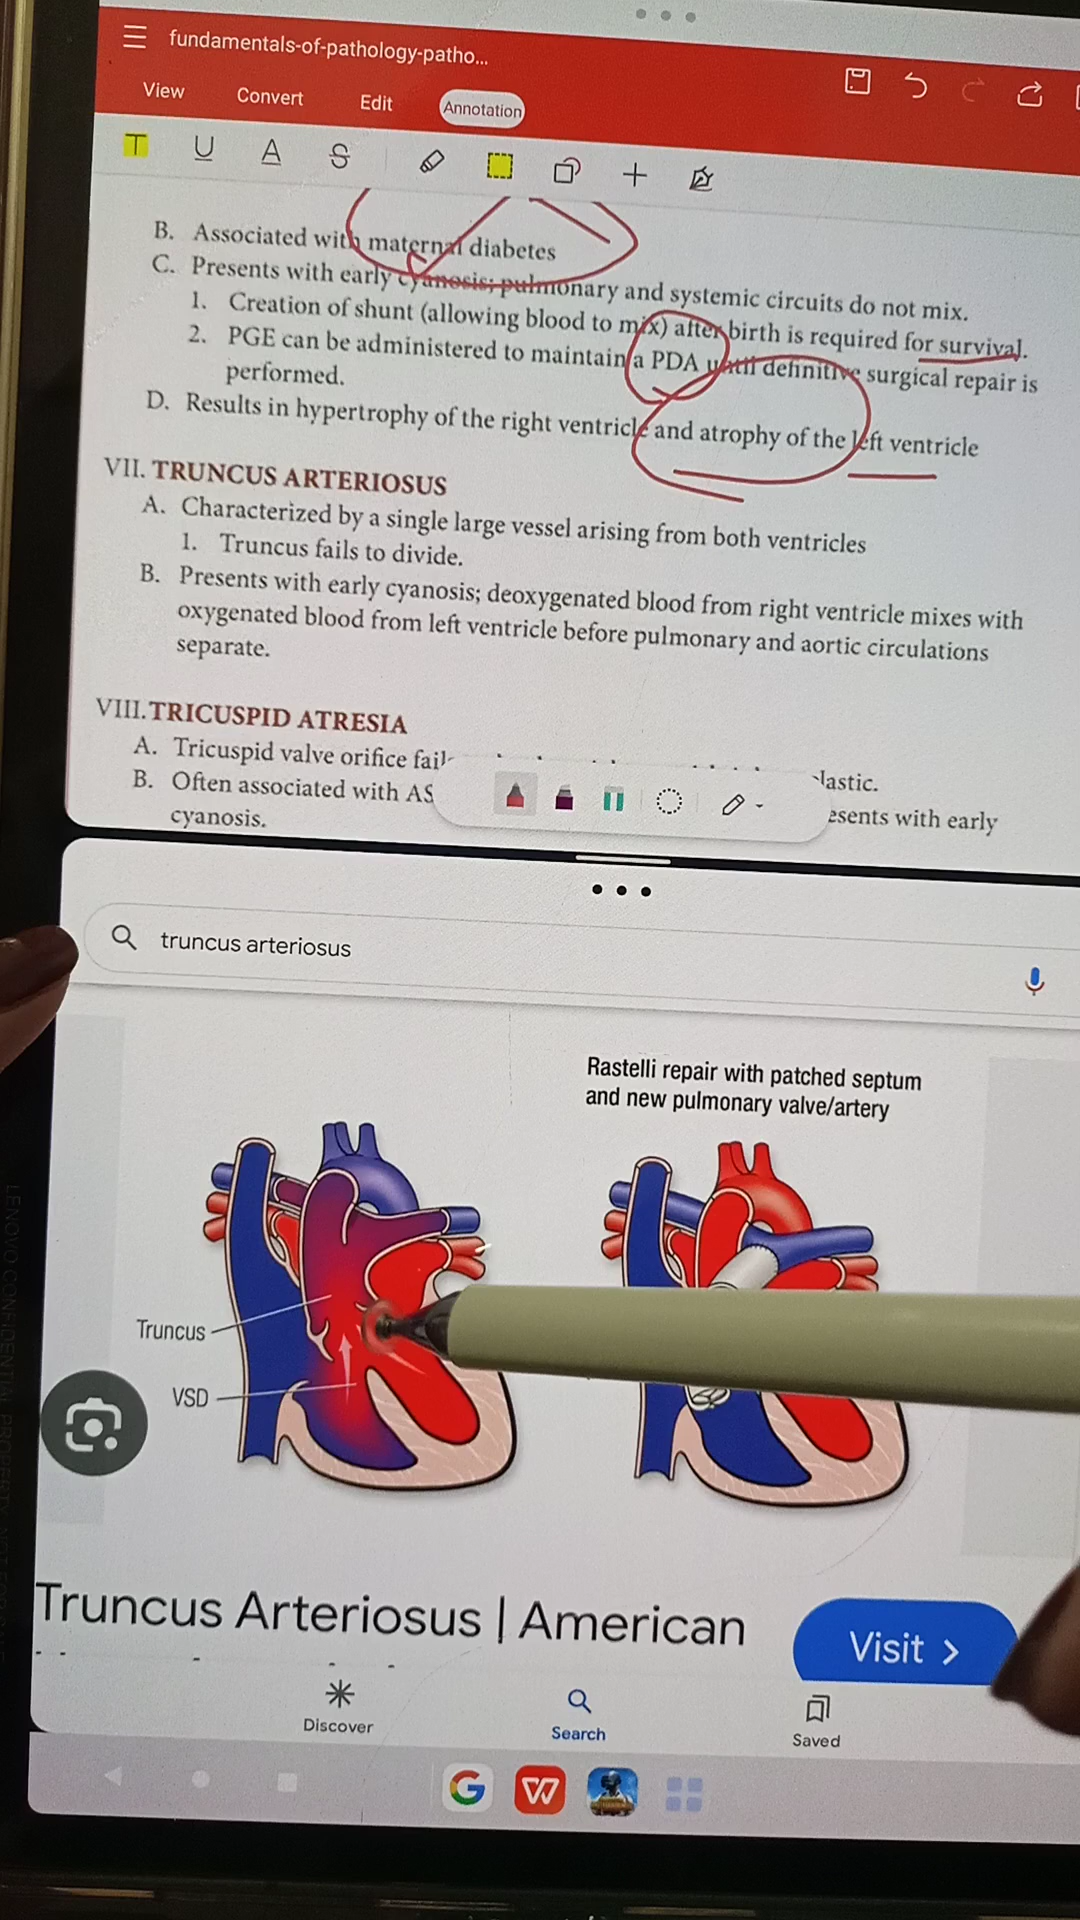 fundamentals-of-pathology-patho...
View Convert Edit Annotation
B. Associated with maternal diabetes
C. Presents with early cyanosis; pulmonary and systemic circuits do not mix.
1. Creation of shunt (allowing blood to mix) after birth is required for survival.
2. PGE can be administered to maintain a PDA until definitive surgical repair is
performed.
D. Results in hypertrophy of the right ventricle and atrophy of the left ventricle
VII. TRUNCUS ARTERIOSUS
A. Characterized by a single large vessel arising from both ventricles
1. Truncus fails to divide.
B. Presents with early cyanosis; deoxygenated blood from right ventricle mixes with
oxygenated blood from left ventricle before pulmonary and aortic circulations
separate.
VIII. TRICUSPID ATRESIA
A. Tricuspid valve orifice
B. Often associated with AS esents with early
cyanosis.
truncus arteriosus
Rastelli repair with patched septum
and new pulmonary valve/artery
Truncus
VSD
Truncus Arteriosus | American
Visit >
Discover Search Saved
LENOVO CONFIDENTIAL PROPERTY